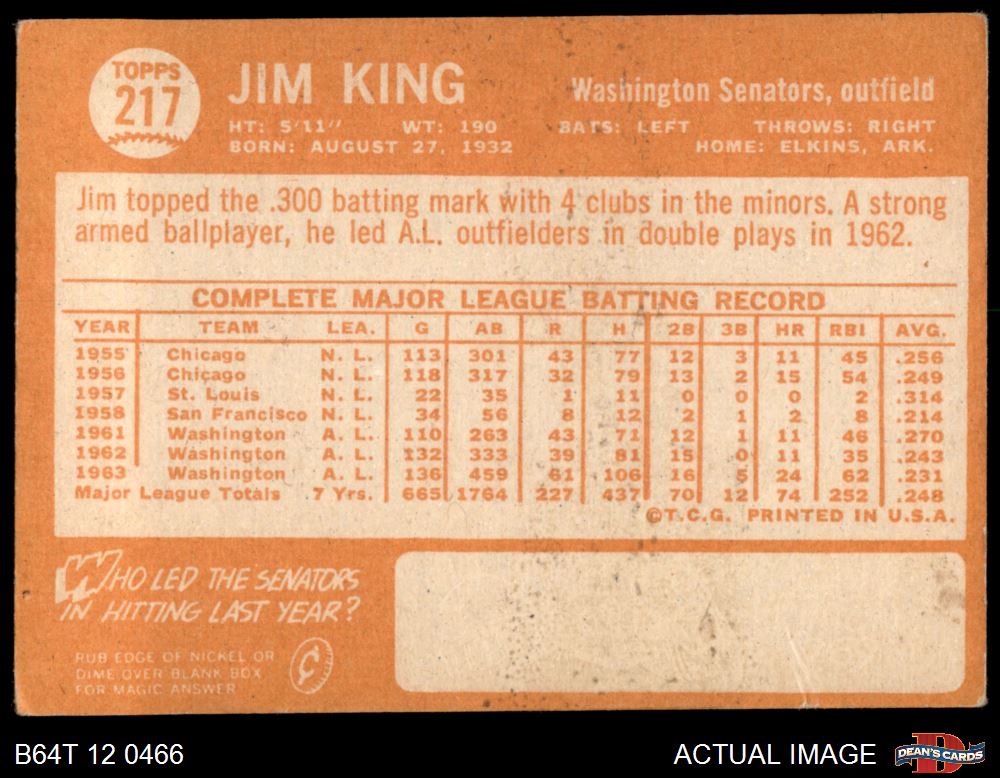 TOPPS
217
JIM KING
Washington Senators, outfield
HT: 5'11" WT: 190 BATS: LEFT THROWS: RIGHT
BORN: AUGUST 27, 1932 HOME: ELKINS, ARK.
Jim topped the .300 batting mark with 4 clubs in the minors. A strong
armed ballplayer, he led A.L. outfielders in double plays in 1962.
COMPLETE MAJOR LEAGUE BATTING RECORD
YEAR TEAM LEA. G AB R H 2B 3B HR RBI AVG.
1955 Chicago N. L. 113 301 43 77 12 3 11 45 .256
1956 Chicago N. L. 118 317 32 79 13 2 15 54 .249
1957 St. Louis N. L. 22 35 1 11 0 0 0 2 .314
1958 San Francisco N. L. 34 56 8 12 2 1 2 8 .214
1961 Washington A. L. 110 263 43 71 12 1 11 46 .270
1962 Washington A. L. 132 333 39 81 15 0 11 35 .243
1963 Washington A. L. 136 459 61 106 16 5 24 62 .231
Major League Totals 7 Yrs. 665 1764 227 437 70 12 74 252 .248
©T.C.G. PRINTED IN U.S.A.
WHO LED THE SENATORS
IN HITTING LAST YEAR?
RUB EDGE OF NICKEL OR
DIME OVER BLANK BOX
FOR MAGIC ANSWER
B64T 12 0466
ACTUAL IMAGE
DEAN'S CARDS